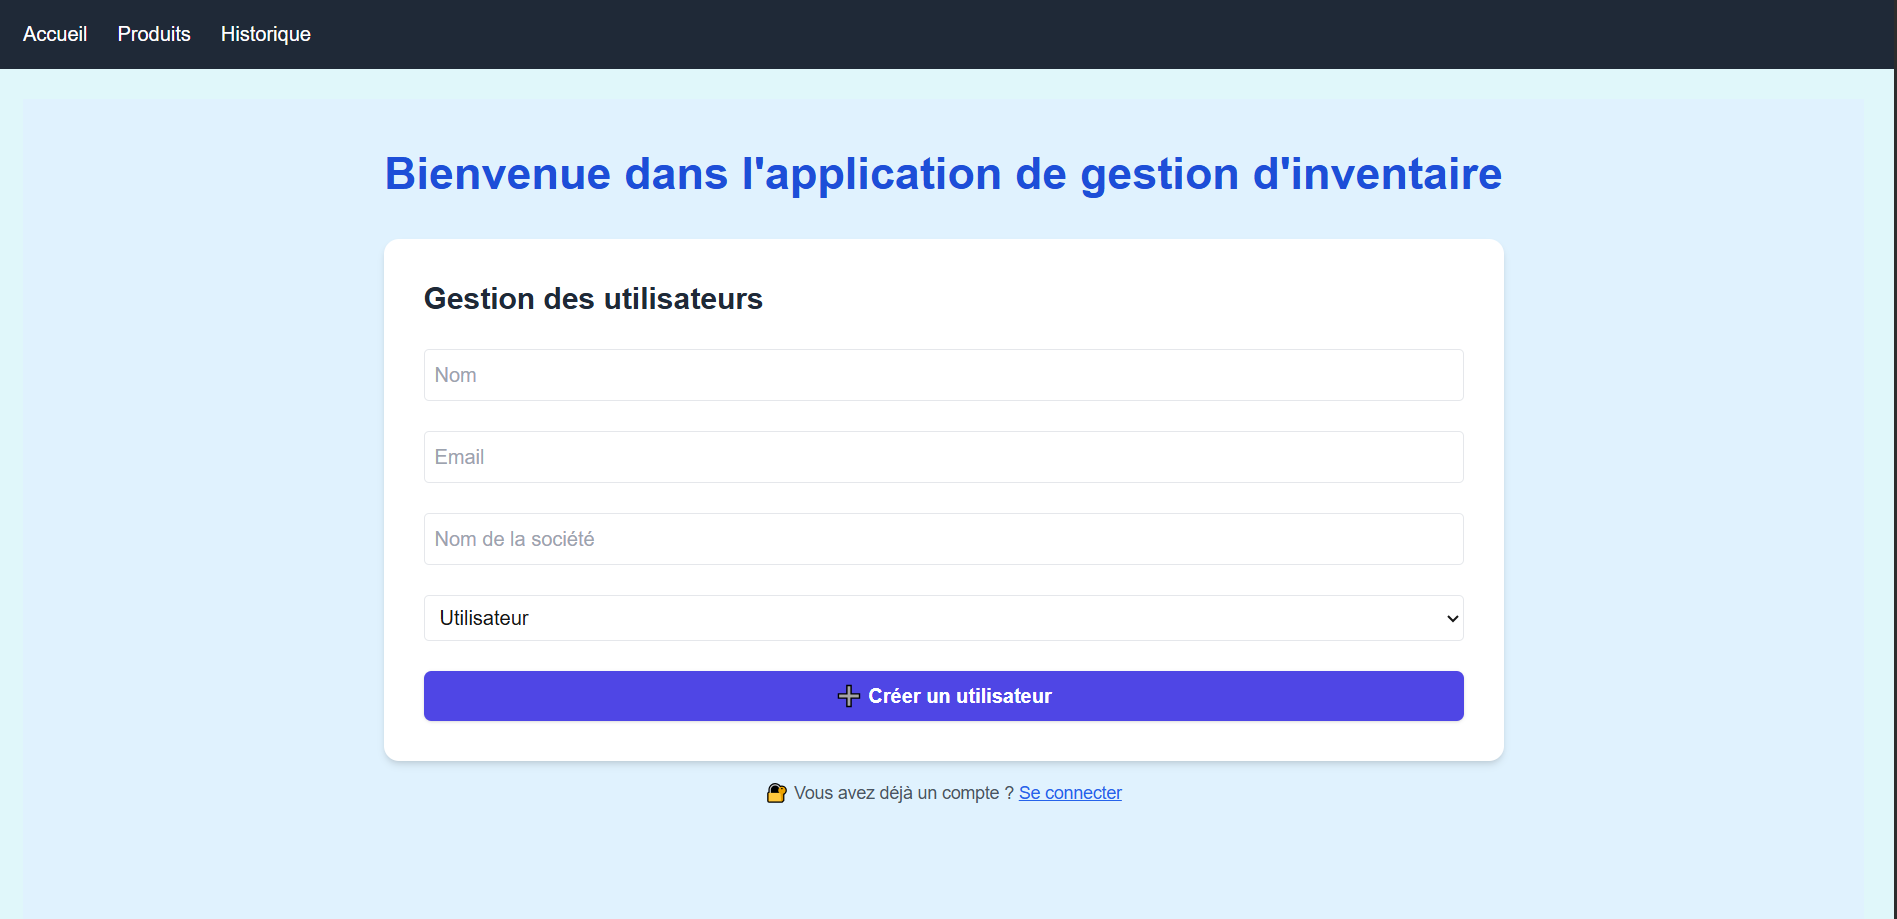 Accueil Produits Historique
Bienvenue dans l'application de gestion d'inventaire
Gestion des utilisateurs
Nom
Email
Nom de la société
Utilisateur
➕ Créer un utilisateur
🔐 Vous avez déjà un compte ? Se connecter